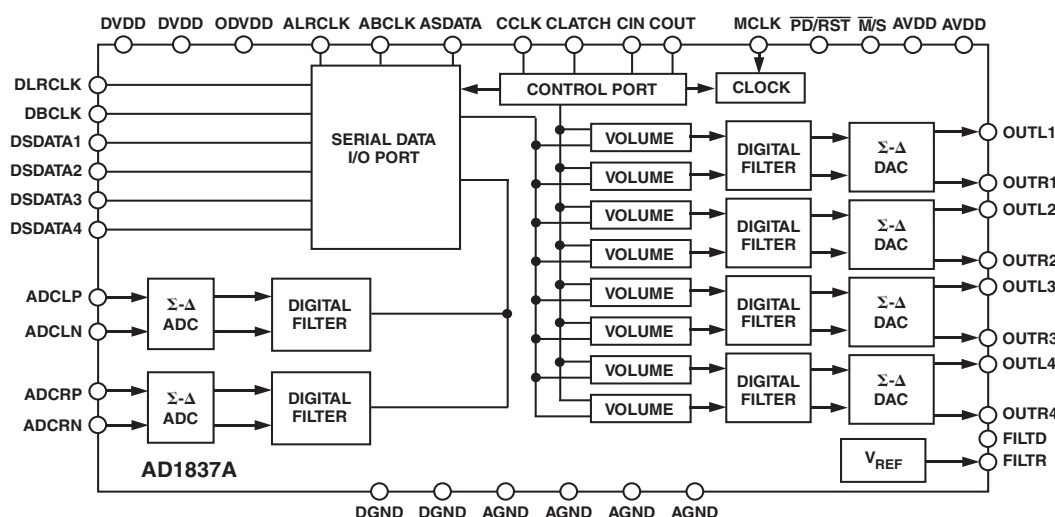 DVDD DVDD ODVDD ALRCLK ABCLK ASDATA CCLK CLATCH CIN COUT MCLK P̅D̅/R̅S̅T̅ M̅/S AVDD AVDD
DLRCLK
DBCLK
DSDATA1
DSDATA2
DSDATA3
DSDATA4
ADCLP
ADCLN
ADCRP
ADCRN
SERIAL DATA
I/O PORT
CONTROL PORT
CLOCK
Σ-Δ
ADC
DIGITAL
FILTER
Σ-Δ
ADC
DIGITAL
FILTER
VOLUME
VOLUME
VOLUME
VOLUME
VOLUME
VOLUME
VOLUME
VOLUME
DIGITAL
FILTER
DIGITAL
FILTER
DIGITAL
FILTER
DIGITAL
FILTER
Σ-Δ
DAC
Σ-Δ
DAC
Σ-Δ
DAC
Σ-Δ
DAC
OUTL1
OUTR1
OUTL2
OUTR2
OUTL3
OUTR3
OUTL4
OUTR4
FILTD
FILTR
VREF
AD1837A
DGND DGND AGND AGND AGND AGND